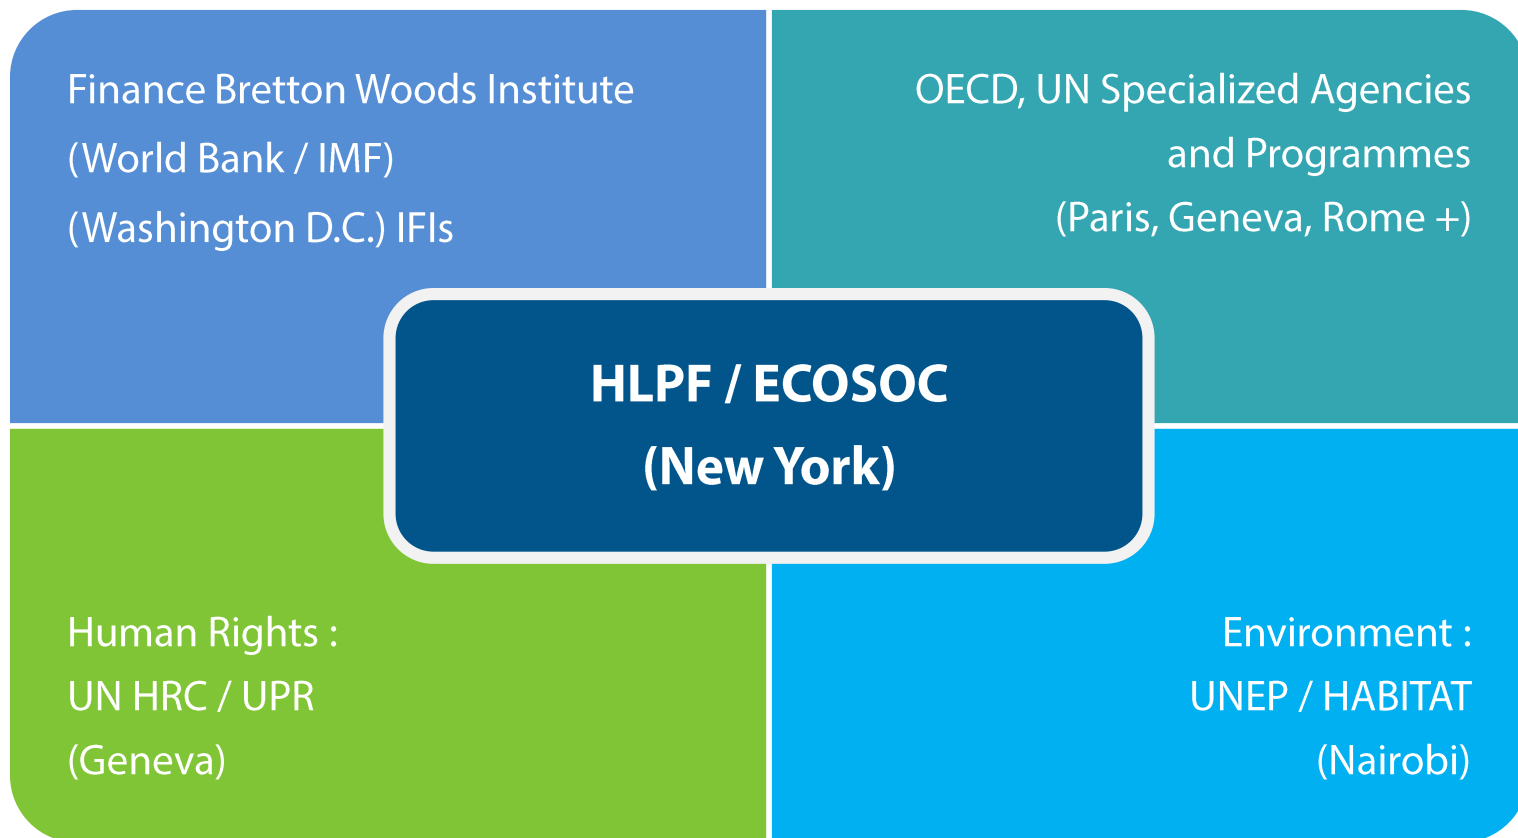 Finance Bretton Woods Institute
(World Bank / IMF)
(Washington D.C.) IFIs
OECD, UN Specialized Agencies
and Programmes
(Paris, Geneva, Rome +)
HLPF / ECOSOC
(New York)
Human Rights :
UN HRC / UPR
(Geneva)
Environment :
UNEP / HABITAT
(Nairobi)